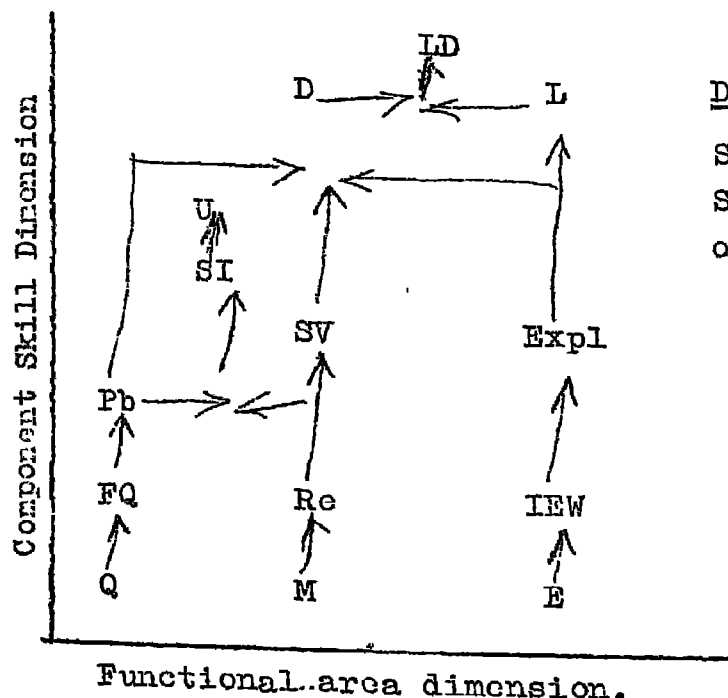 LD
D L
D
S
S
o
U
SI
SV Expl
Pb
FQ Re IEW
Q M E
Component Skill Dimension
Functional area dimension.